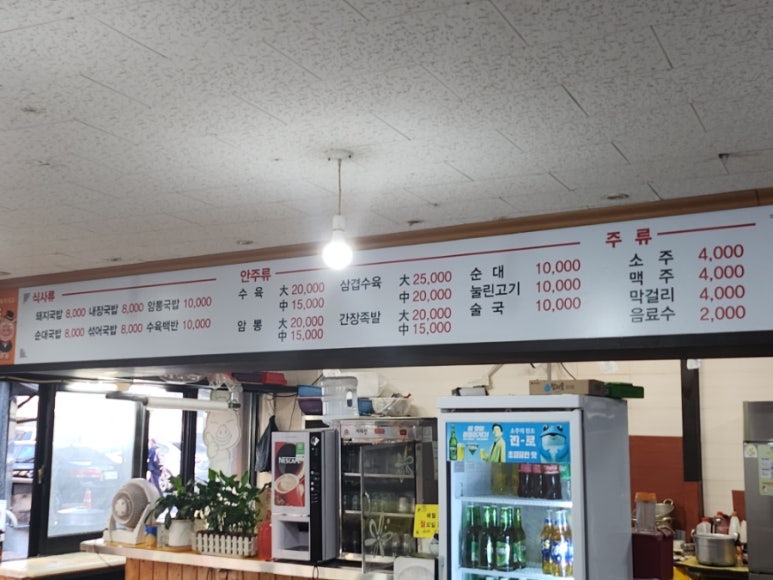 식사류
돼지국밥 8,000 내장국밥 8,000 암뽕국밥 10,000
순대국밥 8,000 섞어국밥 8,000 수육백반 10,000
안주류
수 육 大 20,000
中 15,000
암 뽕 大 20,000
中 15,000
삼겹수육 大 25,000
中 20,000
간장족발 大 20,000
中 15,000
순 대 10,000
눌린고기 10,000
술 국 10,000
주 류
소 주 4,000
맥 주 4,000
막걸리 4,000
음료수 2,000
NESCAFÉ
진-로